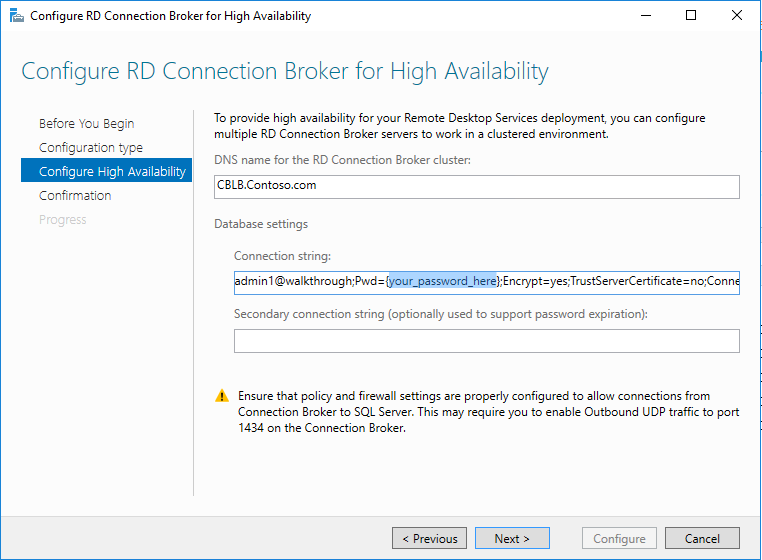 Configure RD Connection Broker for High Availability
Configure RD Connection Broker for High Availability
Before You Begin
Configuration type
Configure High Availability
Confirmation
Progress
To provide high availability for your Remote Desktop Services deployment, you can configure
multiple RD Connection Broker servers to work in a clustered environment.
DNS name for the RD Connection Broker cluster:
CBLB.Contoso.com
Database settings
Connection string:
admin1@walkthrough;Pwd={your_password_here};Encrypt=yes;TrustServerCertificate=no;Conne
Secondary connection string (optionally used to support password expiration):
Ensure that policy and firewall settings are properly configured to allow connections from
Connection Broker to SQL Server. This may require you to enable Outbound UDP traffic to port
1434 on the Connection Broker.
< Previous
Next >
Configure
Cancel